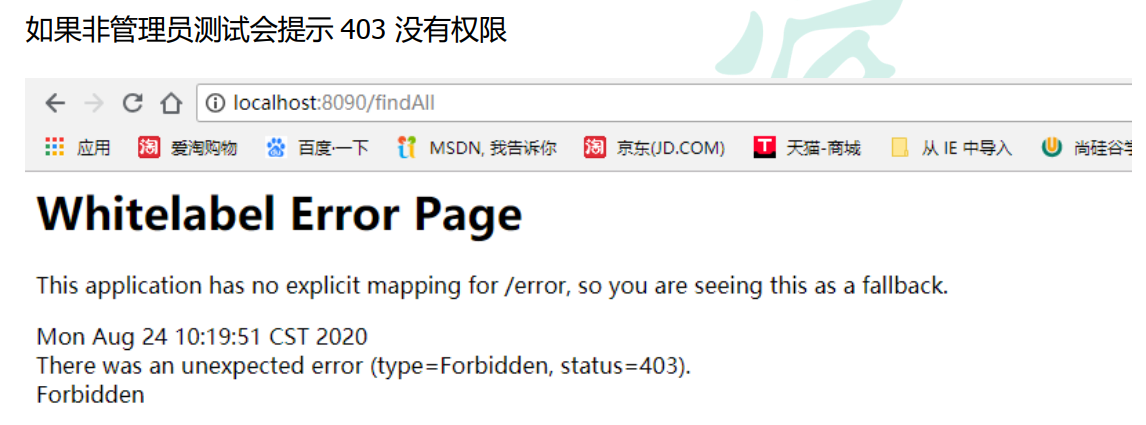 如果非管理员测试会提示 403 没有权限
localhost:8090/findAll
应用 爱淘购物 百度一下 MSDN, 我告诉你 京东(JD.COM) 天猫-商城 从 IE 中导入 尚硅谷学
Whitelabel Error Page
This application has no explicit mapping for /error, so you are seeing this as a fallback.
Mon Aug 24 10:19:51 CST 2020
There was an unexpected error (type=Forbidden, status=403).
Forbidden